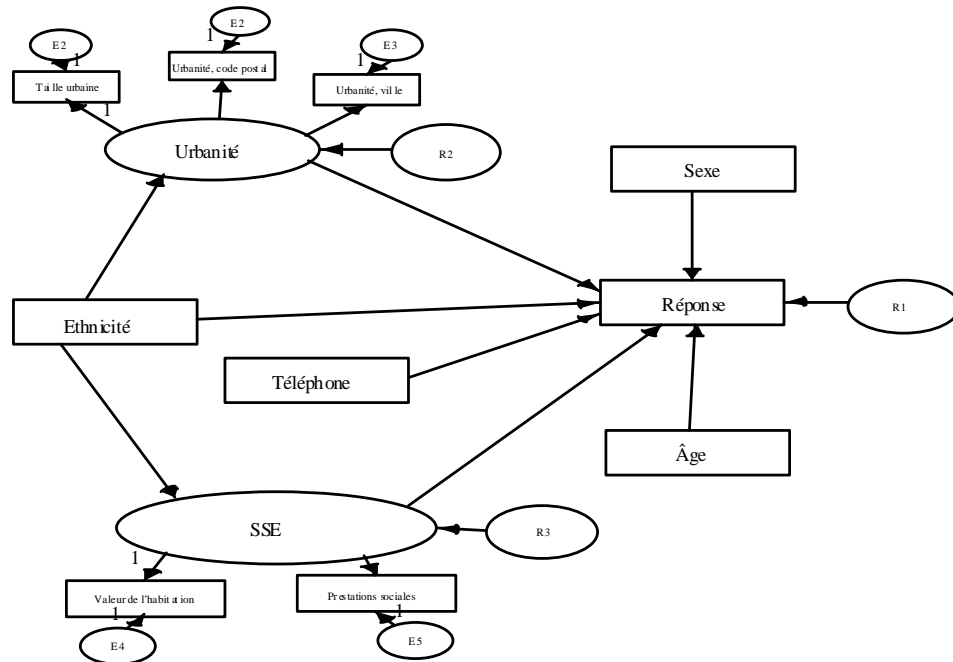 E2
E2
E3
1
1
1
Taille urbaine
Urbanité, code postal
Urbanité, ville
1
Urbanité
R2
Sexe
Ethnicité
Réponse
R1
Téléphone
Âge
SSE
R3
1
Valeur de l'habitation
Prestations sociales
1
1
E4
E5